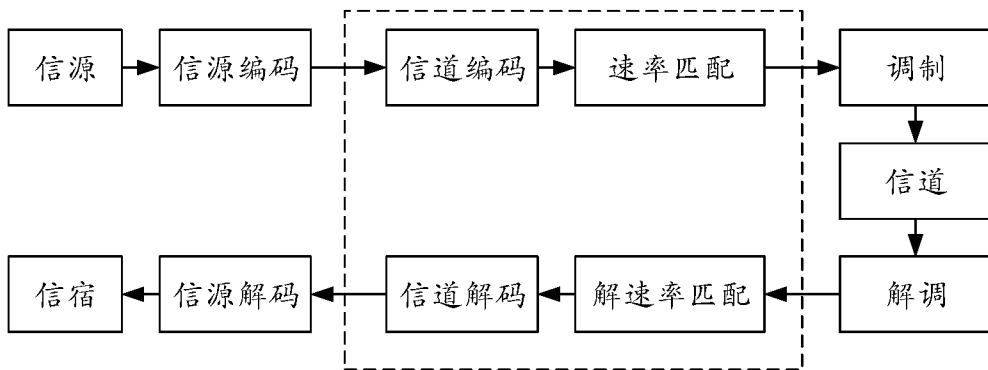 信源 信源编码 信道编码 速率匹配 调制
信道
信宿 信源解码 信道解码 解速率匹配 解调